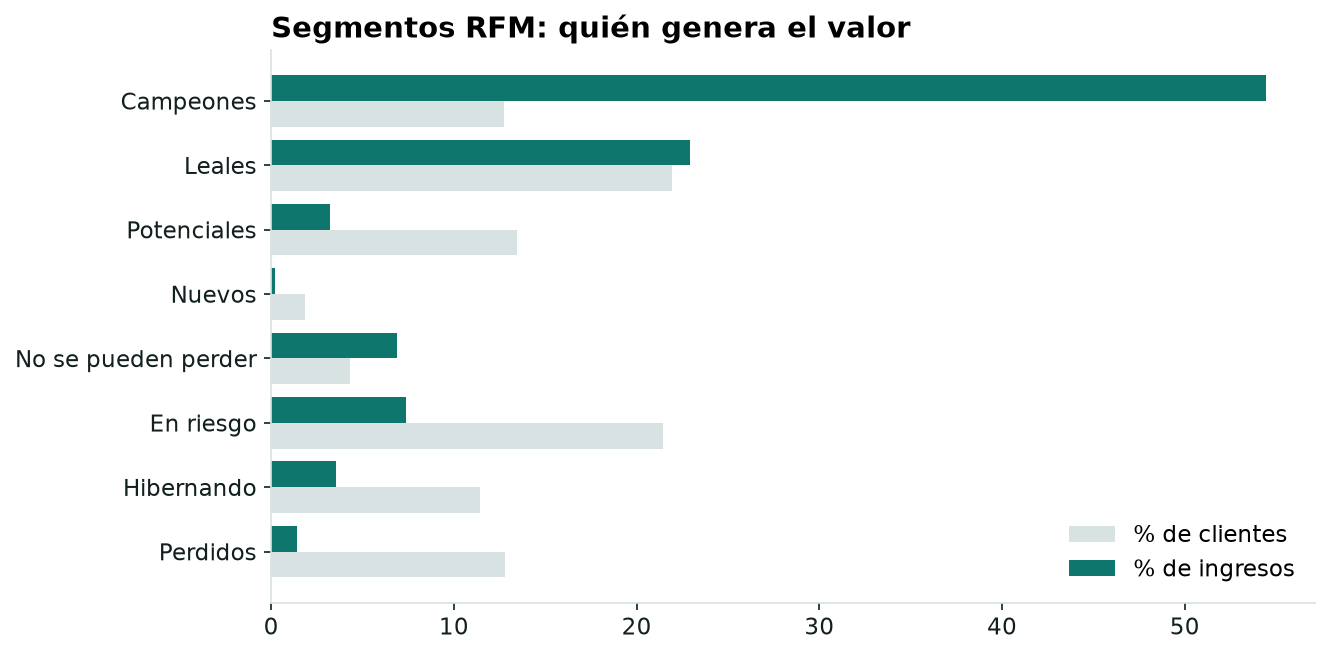 Segmentos RFM: quién genera el valor
Campeones
Leales
Potenciales
Nuevos
No se pueden perder
En riesgo
Hibernando
Perdidos
% de clientes
% de ingresos
0 10 20 30 40 50